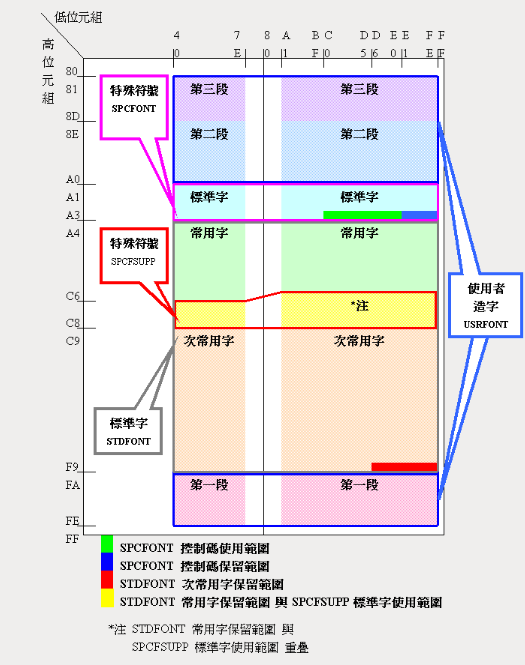 低位元組
高位元組
4 7 8 A B C D D E E F F
0 E 0 1 F 0 5 6 0 1 E F
80
81
8D
8E
A0
A1
A3
A4
C6
C8
C9
F9
FA
FE
FF
第三段 第三段
第二段 第二段
標準字 標準字
常用字 常用字
*注
次常用字 次常用字
第一段 第一段
特殊符號
SPCFONT
特殊符號
SPCFSUPP
標準字
STDFONT
使用者
造字
USRFONT
SPCFONT 控制碼使用範圍
SPCFONT 控制碼保留範圍
STDFONT 次常用字保留範圍
STDFONT 常用字保留範圍 與 SPCFSUPP 標準字使用範圍
*注 STDFONT 常用字保留範圍 與
SPCFSUPP 標準字使用範圍 重疊